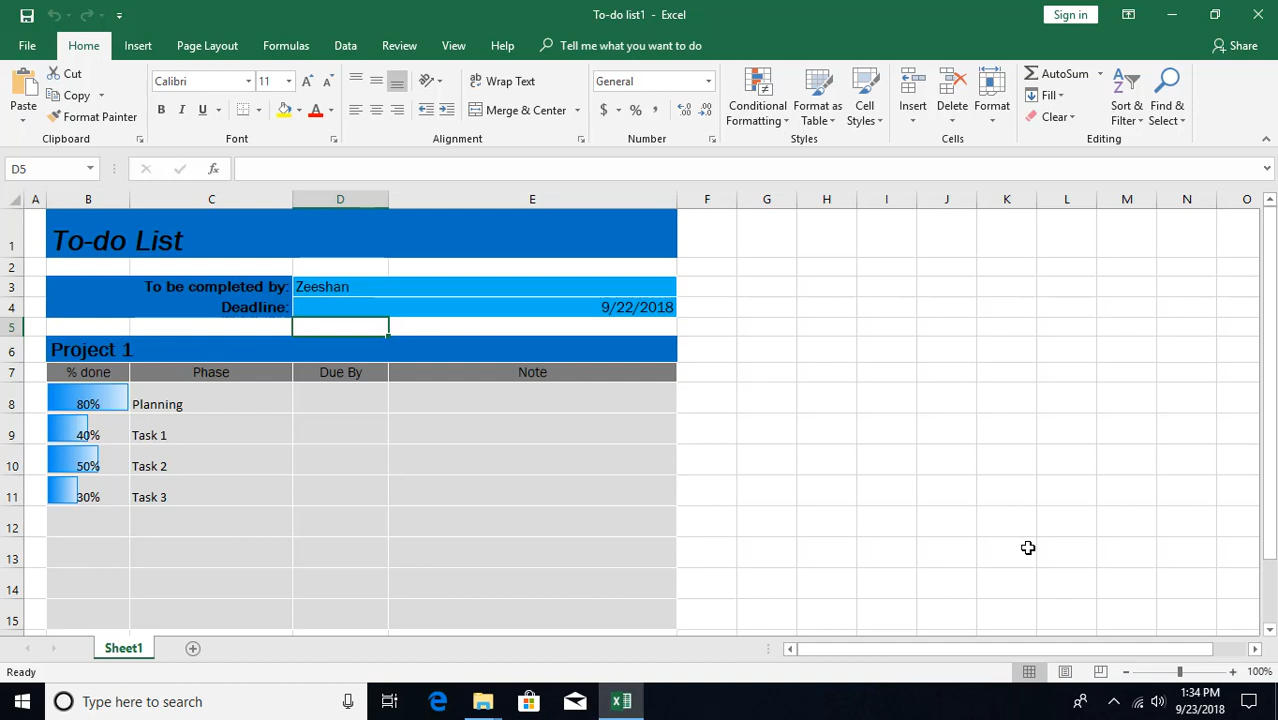 To-do list1 - Excel
Sign in
File Home Insert Page Layout Formulas Data Review View Help Tell me what you want to do Share
Paste
Cut
Copy
Format Painter
Calibri 11
B I U
A A
A
Wrap Text
Merge & Center
General
$ % ,
Conditional Formatting
Format as Table
Cell Styles
Insert
Delete
Format
AutoSum
Fill
Clear
Sort & Filter
Find & Select
Clipboard Font Alignment Number Styles Cells Editing
D5 fx
A B C D E F G H I J K L M N O
1 To-do List
2
3 To be completed by: Zeeshan
4 Deadline: 9/22/2018
5
6 Project 1
7 % done Phase Due By Note
8 80% Planning
9 40% Task 1
10 50% Task 2
11 30% Task 3
12
13
14
15
Sheet1
Ready 100%
Type here to search
1:34 PM
9/23/2018